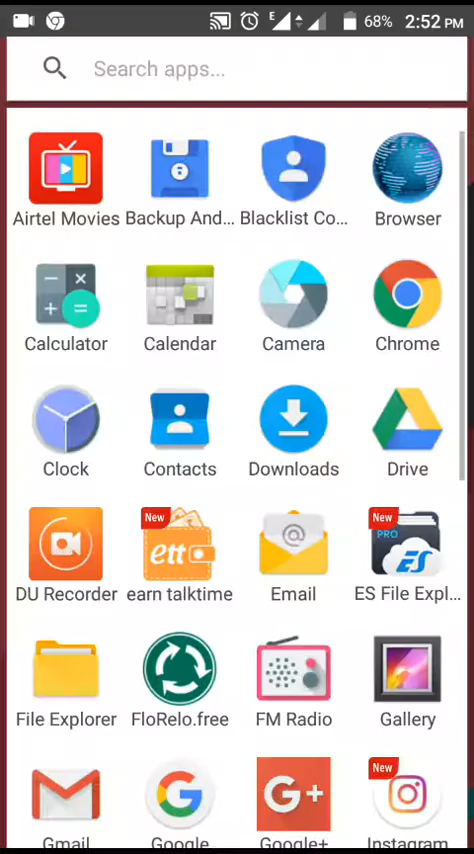 E 68% 2:52 PM
Search apps...
Airtel Movies Backup And... Blacklist Co... Browser
Calculator Calendar Camera Chrome
Clock Contacts Downloads Drive
New New
PRO
ett ES
DU Recorder earn talktime Email ES File Expl...
File Explorer FloRelo.free FM Radio Gallery
New
G G+
Gmail Google Google+ Instagram